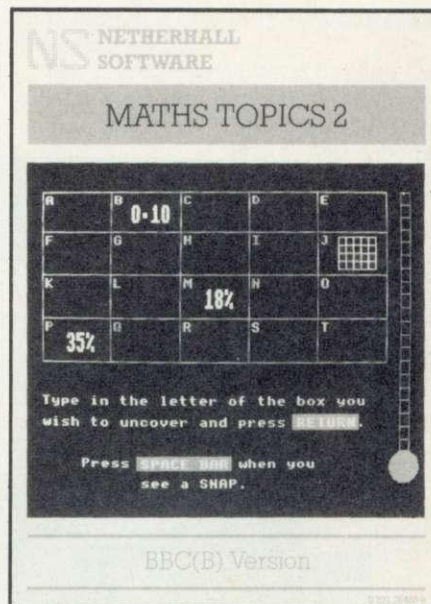 NS NETHERHALL
SOFTWARE
MATHS TOPICS 2
A B C D E
0·10
F G H I J
K L M N O
18%
P Q R S T
35%
Type in the letter of the box you
wish to uncover and press RETURN.
Press SPACE BAR when you
see a SNAP.
BBC(B) Version